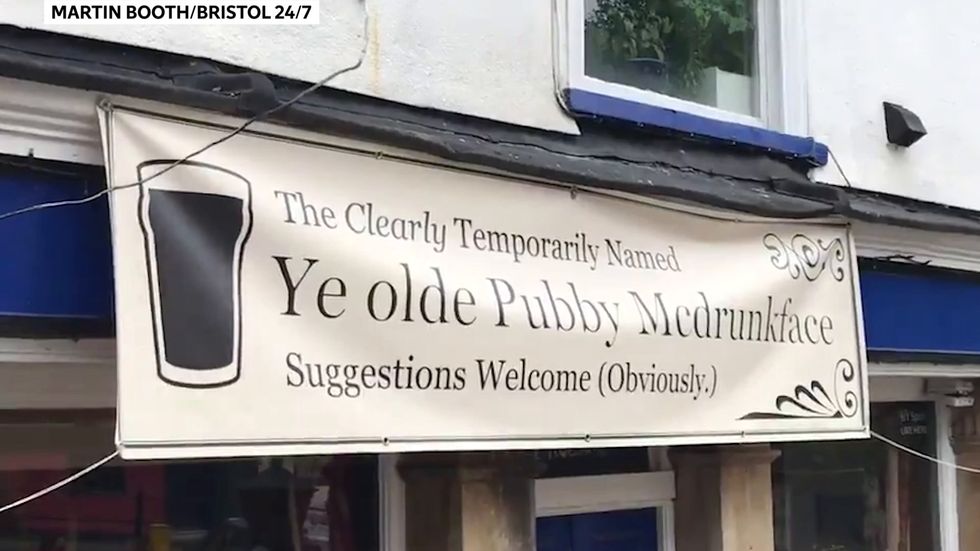 MARTIN BOOTH/BRISTOL 24/7
The Clearly Temporarily Named
Ye olde Pubby Mcdrunkface
Suggestions Welcome (Obviously.)